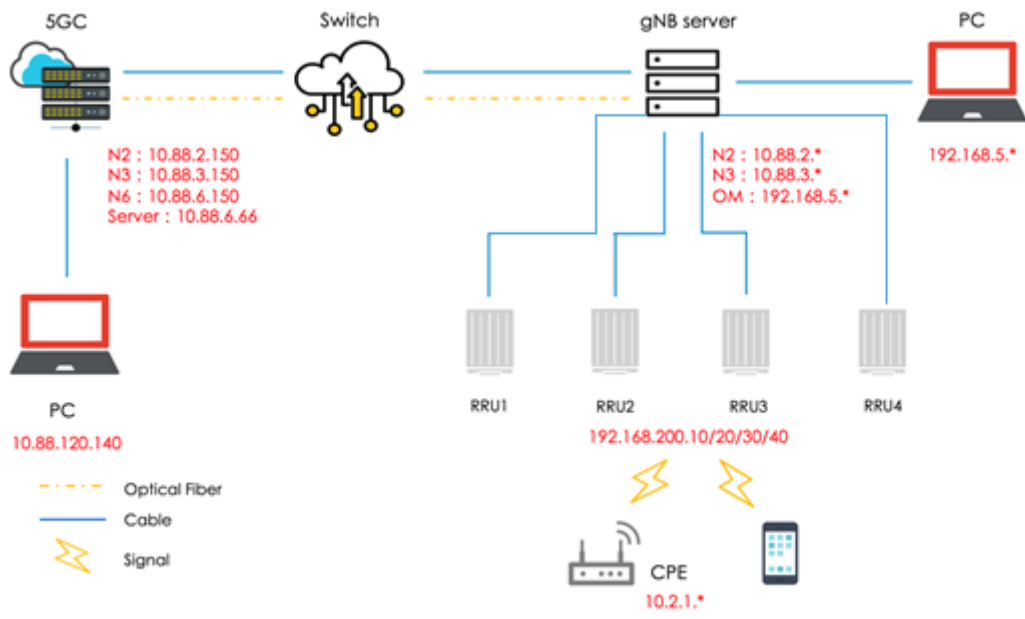 5GC
Switch
gNB server
PC
N2：10.88.2.150
N3：10.88.3.150
N6：10.88.6.150
Server：10.88.6.66
N2：10.88.2.*
N3：10.88.3.*
OM：192.168.5.*
192.168.5.*
PC
10.88.120.140
RRU1
RRU2
RRU3
RRU4
192.168.200.10/20/30/40
Optical Fiber
Cable
Signal
CPE
10.2.1.*